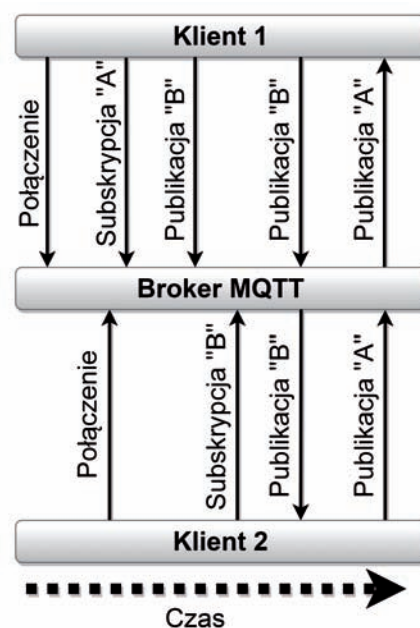 Klient 1
Połączenie
Subskrypcja "A"
Publikacja "B"
Publikacja "B"
Publikacja "A"
Broker MQTT
Połączenie
Subskrypcja "B"
Publikacja "B"
Publikacja "A"
Klient 2
Czas